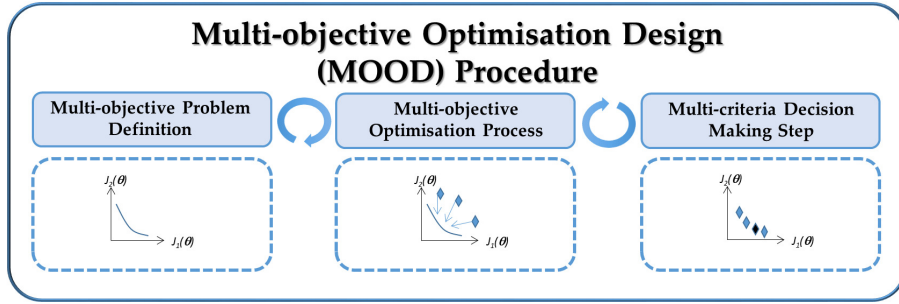 Multi-objective Optimisation Design
(MOOD) Procedure
Multi-objective Problem
Definition
Multi-objective
Optimisation Process
Multi-criteria Decision
Making Step
J₂(θ)
J₁(θ)
J₂(θ)
J₁(θ)
J₂(θ)
J₁(θ)